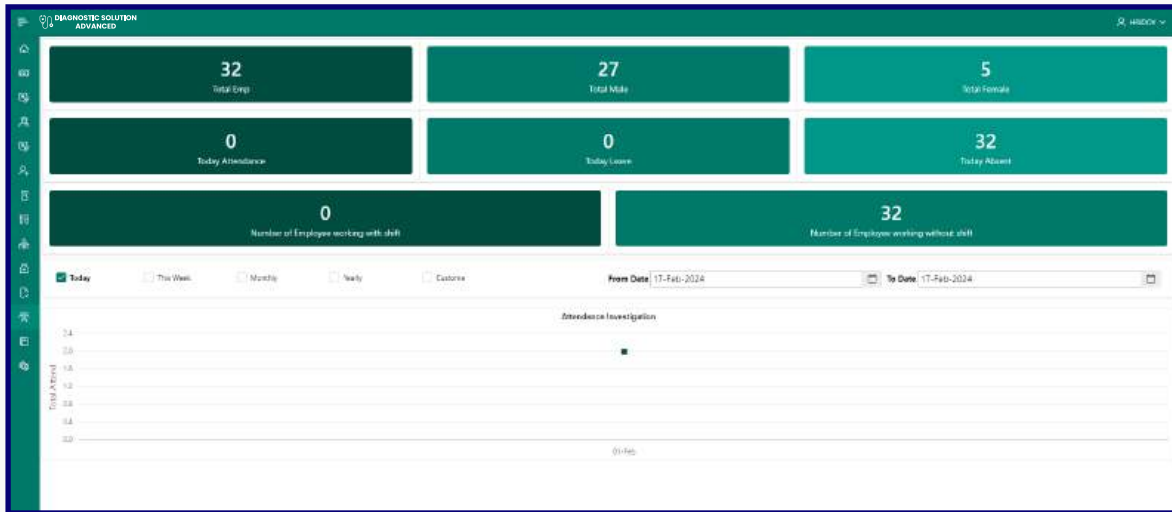 DIAGNOSTIC SOLUTION
ADVANCED
32
Total Emp
27
Total Male
5
Total Female
0
Today Attendance
0
Today Leave
32
Today Absent
0
Number of Employee working with shift
32
Number of Employee working without shift
Today This Week Monthly Yearly Custome From Date 17-Feb-2024 To Date 17-Feb-2024
Attendance Investigation
Total Attend
2.4
2.0
1.6
1.2
0.8
0.4
0.0
01-Feb